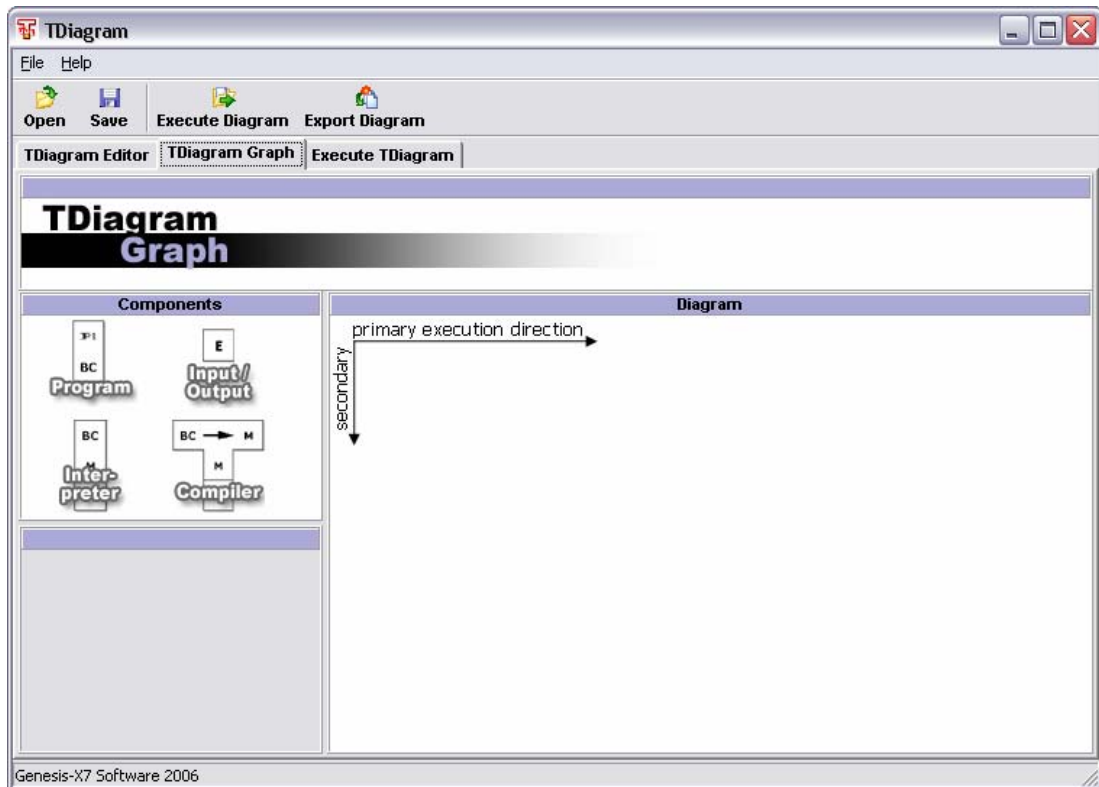 TDiagram
File Help
Open Save Execute Diagram Export Diagram
TDiagram Editor TDiagram Graph Execute TDiagram
TDiagram
Graph
Components
JP1
BC
Program
E
Input/
Output
BC
M
Inter-
preter
BC M
M
Compiler
Diagram
primary execution direction
secondary
Genesis-X7 Software 2006